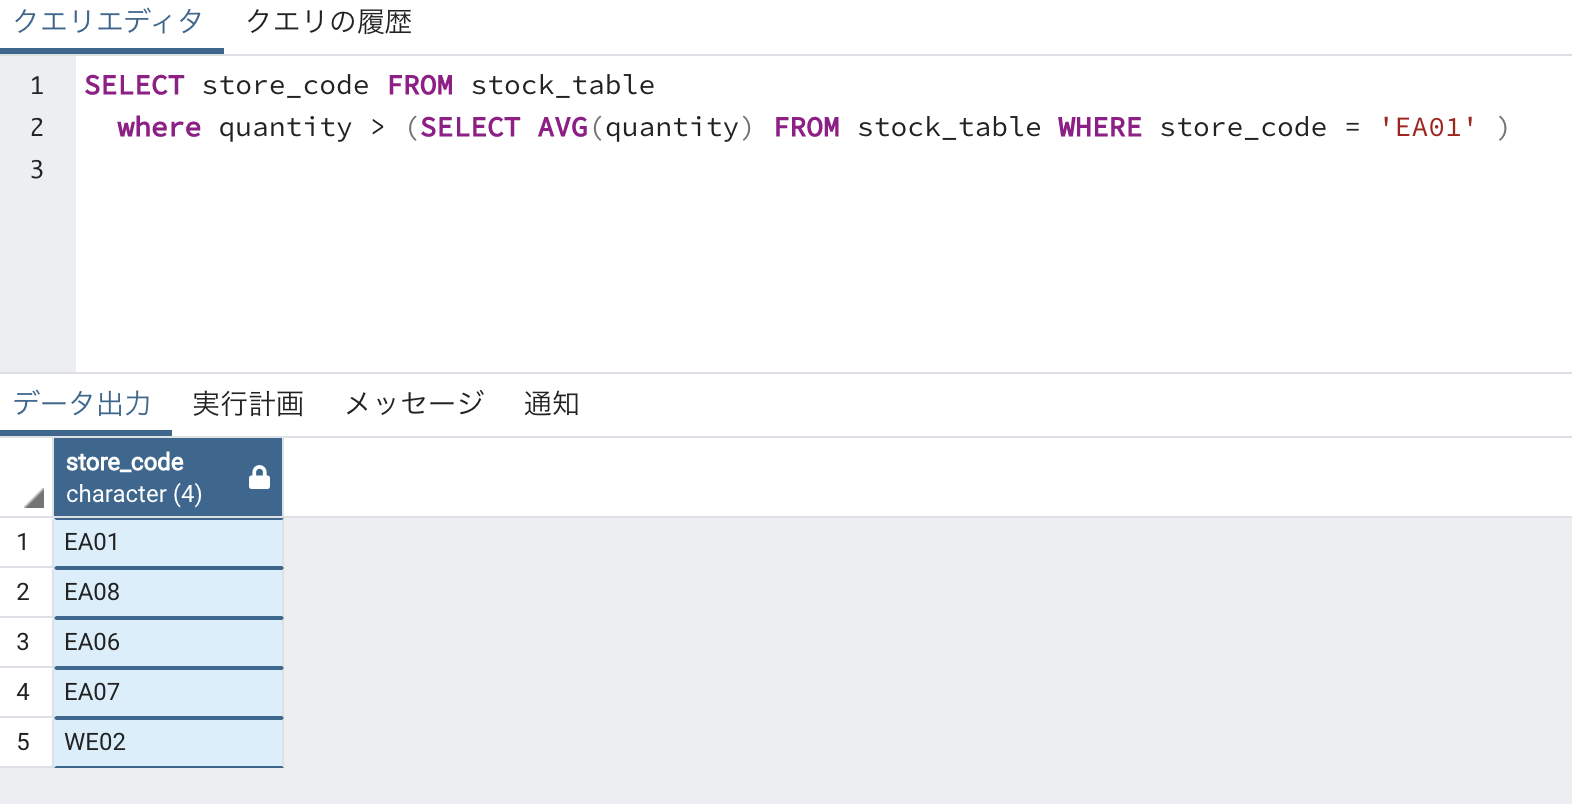 クエリエディタ クエリの履歴
1 SELECT store_code FROM stock_table
2 where quantity > (SELECT AVG(quantity) FROM stock_table WHERE store_code = 'EA01' )
3
データ出力 実行計画 メッセージ 通知
store_code
character (4)
1 EA01
2 EA08
3 EA06
4 EA07
5 WE02